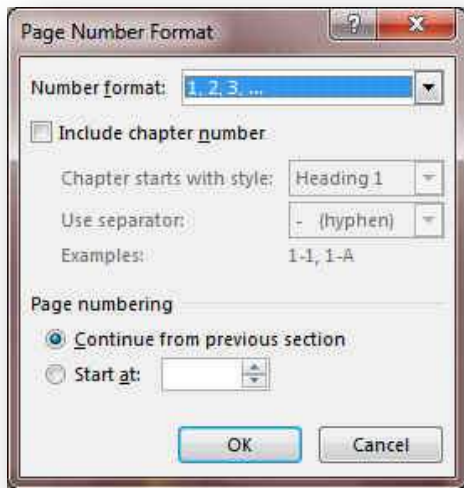 Page Number Format
Number format: 1, 2, 3, ...
Include chapter number
Chapter starts with style: Heading 1
Use separator: - (hyphen)
Examples: 1-1, 1-A
Page numbering
Continue from previous section
Start at:
OK Cancel